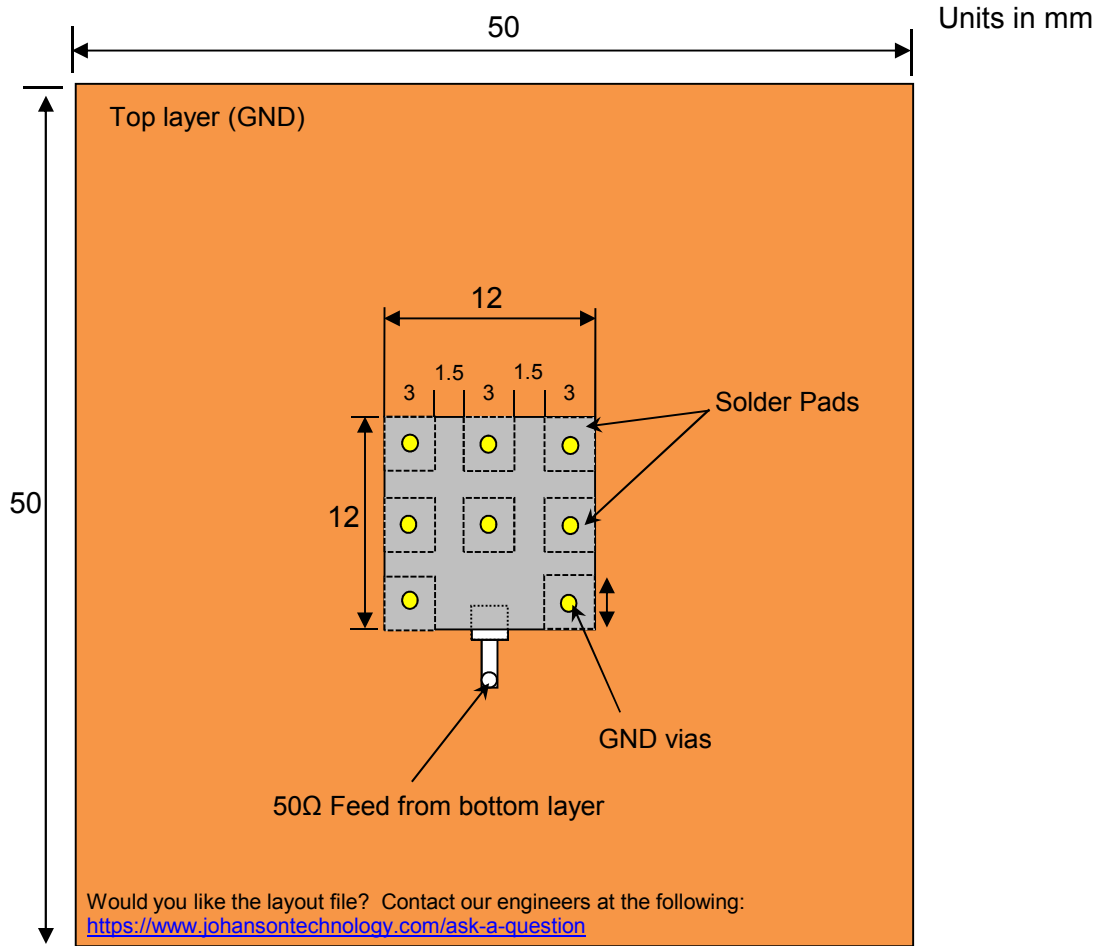 Units in mm
50
Top layer (GND)
12
1.5 1.5
3 3 3
Solder Pads
50
12
GND vias
50Ω Feed from bottom layer
Would you like the layout file? Contact our engineers at the following:
https://www.johansontechnology.com/ask-a-question